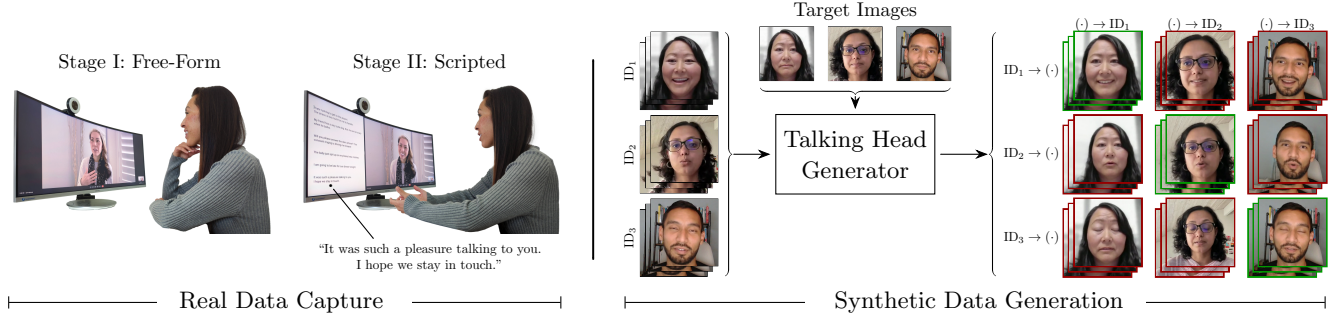 Stage I: Free-Form
Stage II: Scripted
“It was such a pleasure talking to you.
I hope we stay in touch.”
Real Data Capture
Target Images
ID1
ID2
ID3
Talking Head
Generator
(·) → ID1
(·) → ID2
(·) → ID3
ID1 → (·)
ID2 → (·)
ID3 → (·)
Synthetic Data Generation